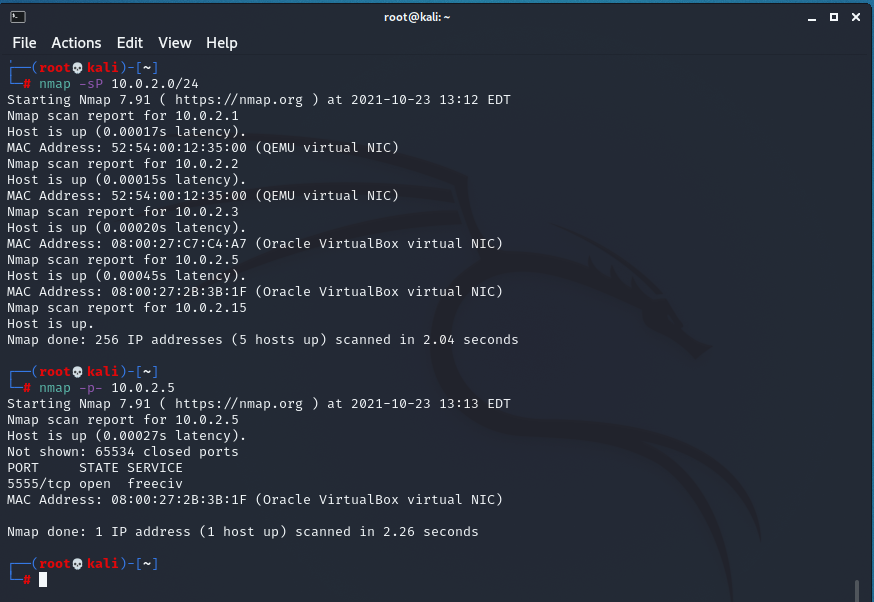 root@kali: ~
File Actions Edit View Help
┌──(root💀kali)-[~]
└─# nmap -sP 10.0.2.0/24
Starting Nmap 7.91 ( https://nmap.org ) at 2021-10-23 13:12 EDT
Nmap scan report for 10.0.2.1
Host is up (0.00017s latency).
MAC Address: 52:54:00:12:35:00 (QEMU virtual NIC)
Nmap scan report for 10.0.2.2
Host is up (0.00015s latency).
MAC Address: 52:54:00:12:35:00 (QEMU virtual NIC)
Nmap scan report for 10.0.2.3
Host is up (0.00020s latency).
MAC Address: 08:00:27:C7:C4:A7 (Oracle VirtualBox virtual NIC)
Nmap scan report for 10.0.2.5
Host is up (0.00045s latency).
MAC Address: 08:00:27:2B:3B:1F (Oracle VirtualBox virtual NIC)
Nmap scan report for 10.0.2.15
Host is up.
Nmap done: 256 IP addresses (5 hosts up) scanned in 2.04 seconds
┌──(root💀kali)-[~]
└─# nmap -p- 10.0.2.5
Starting Nmap 7.91 ( https://nmap.org ) at 2021-10-23 13:13 EDT
Nmap scan report for 10.0.2.5
Host is up (0.00027s latency).
Not shown: 65534 closed ports
PORT     STATE SERVICE
5555/tcp open  freeciv
MAC Address: 08:00:27:2B:3B:1F (Oracle VirtualBox virtual NIC)
Nmap done: 1 IP address (1 host up) scanned in 2.26 seconds
┌──(root💀kali)-[~]
└─#